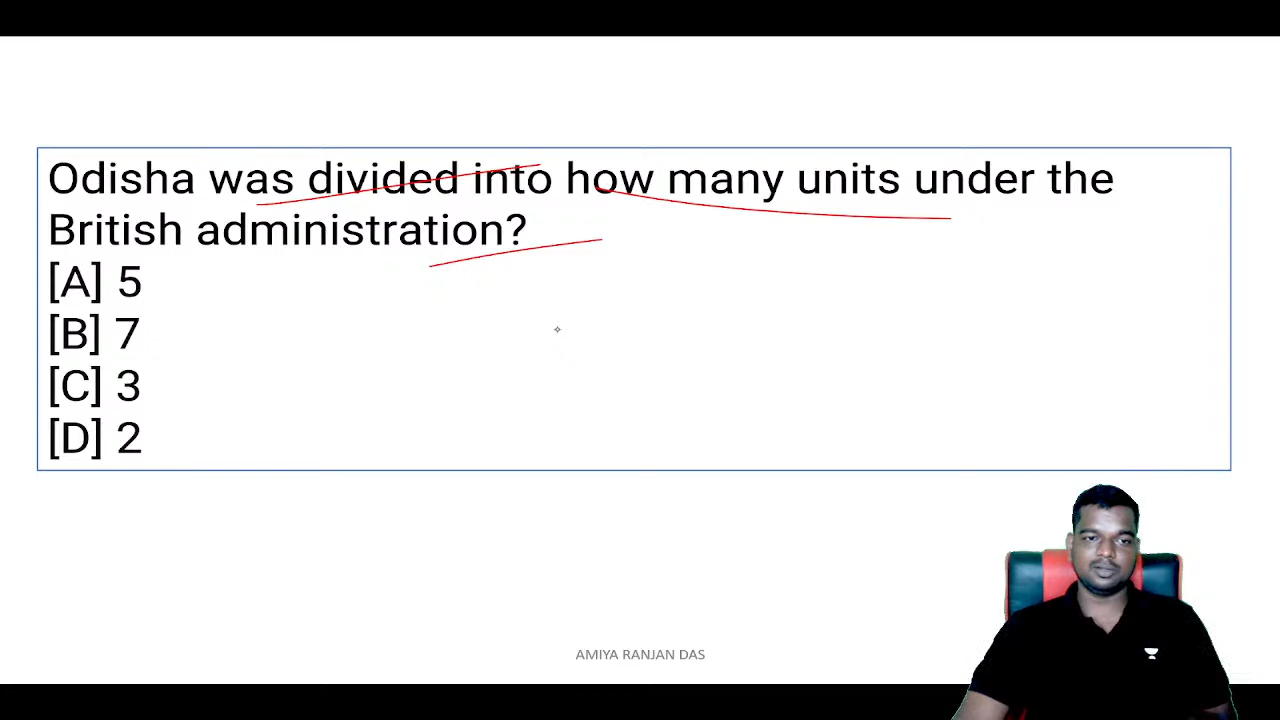 Odisha was divided into how many units under the
British administration?
[A] 5
[B] 7
[C] 3
[D] 2
AMIYA RANJAN DAS